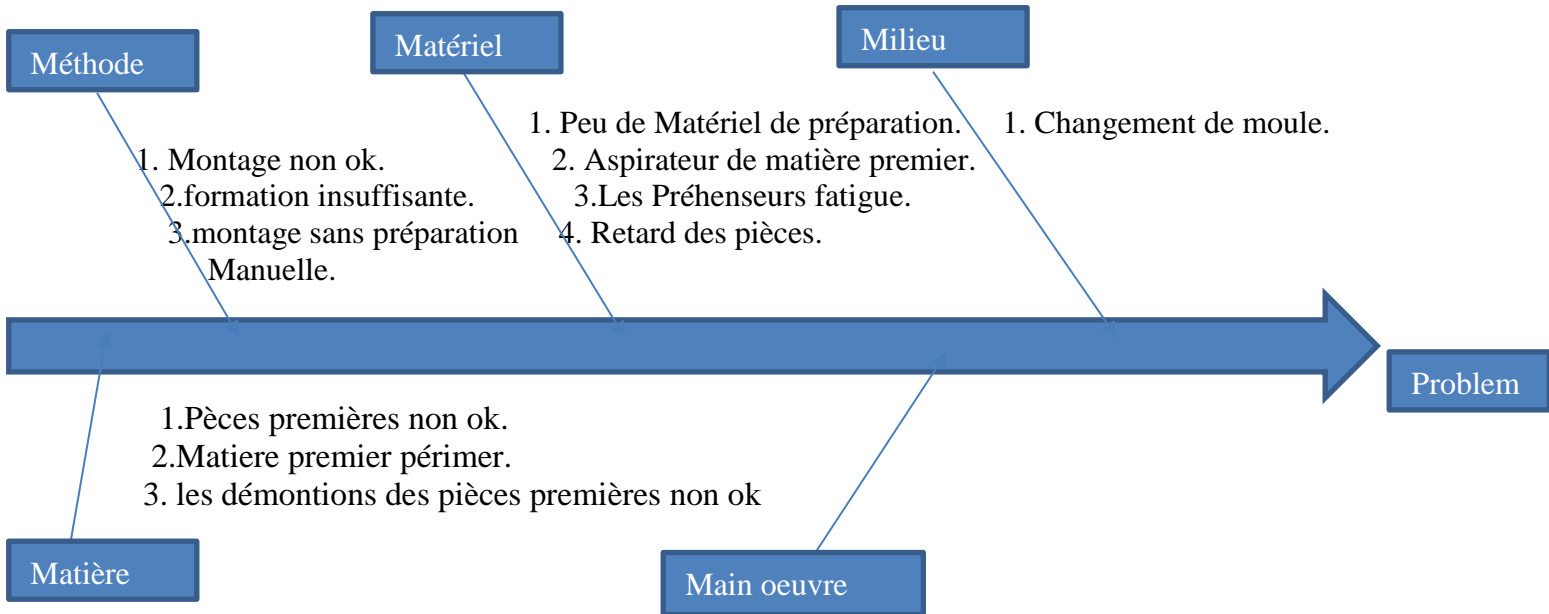 Méthode
Matériel
Milieu
1. Montage non ok.
2.formation insuffisante.
3.montage sans préparation
Manuelle.
1. Peu de Matériel de préparation.
2. Aspirateur de matière premier.
3.Les Préhenseurs fatigue.
4. Retard des pièces.
1. Changement de moule.
Problem
1.Pèces premières non ok.
2.Matiere premier périmer.
3. les démontions des pièces premières non ok
Matière
Main oeuvre